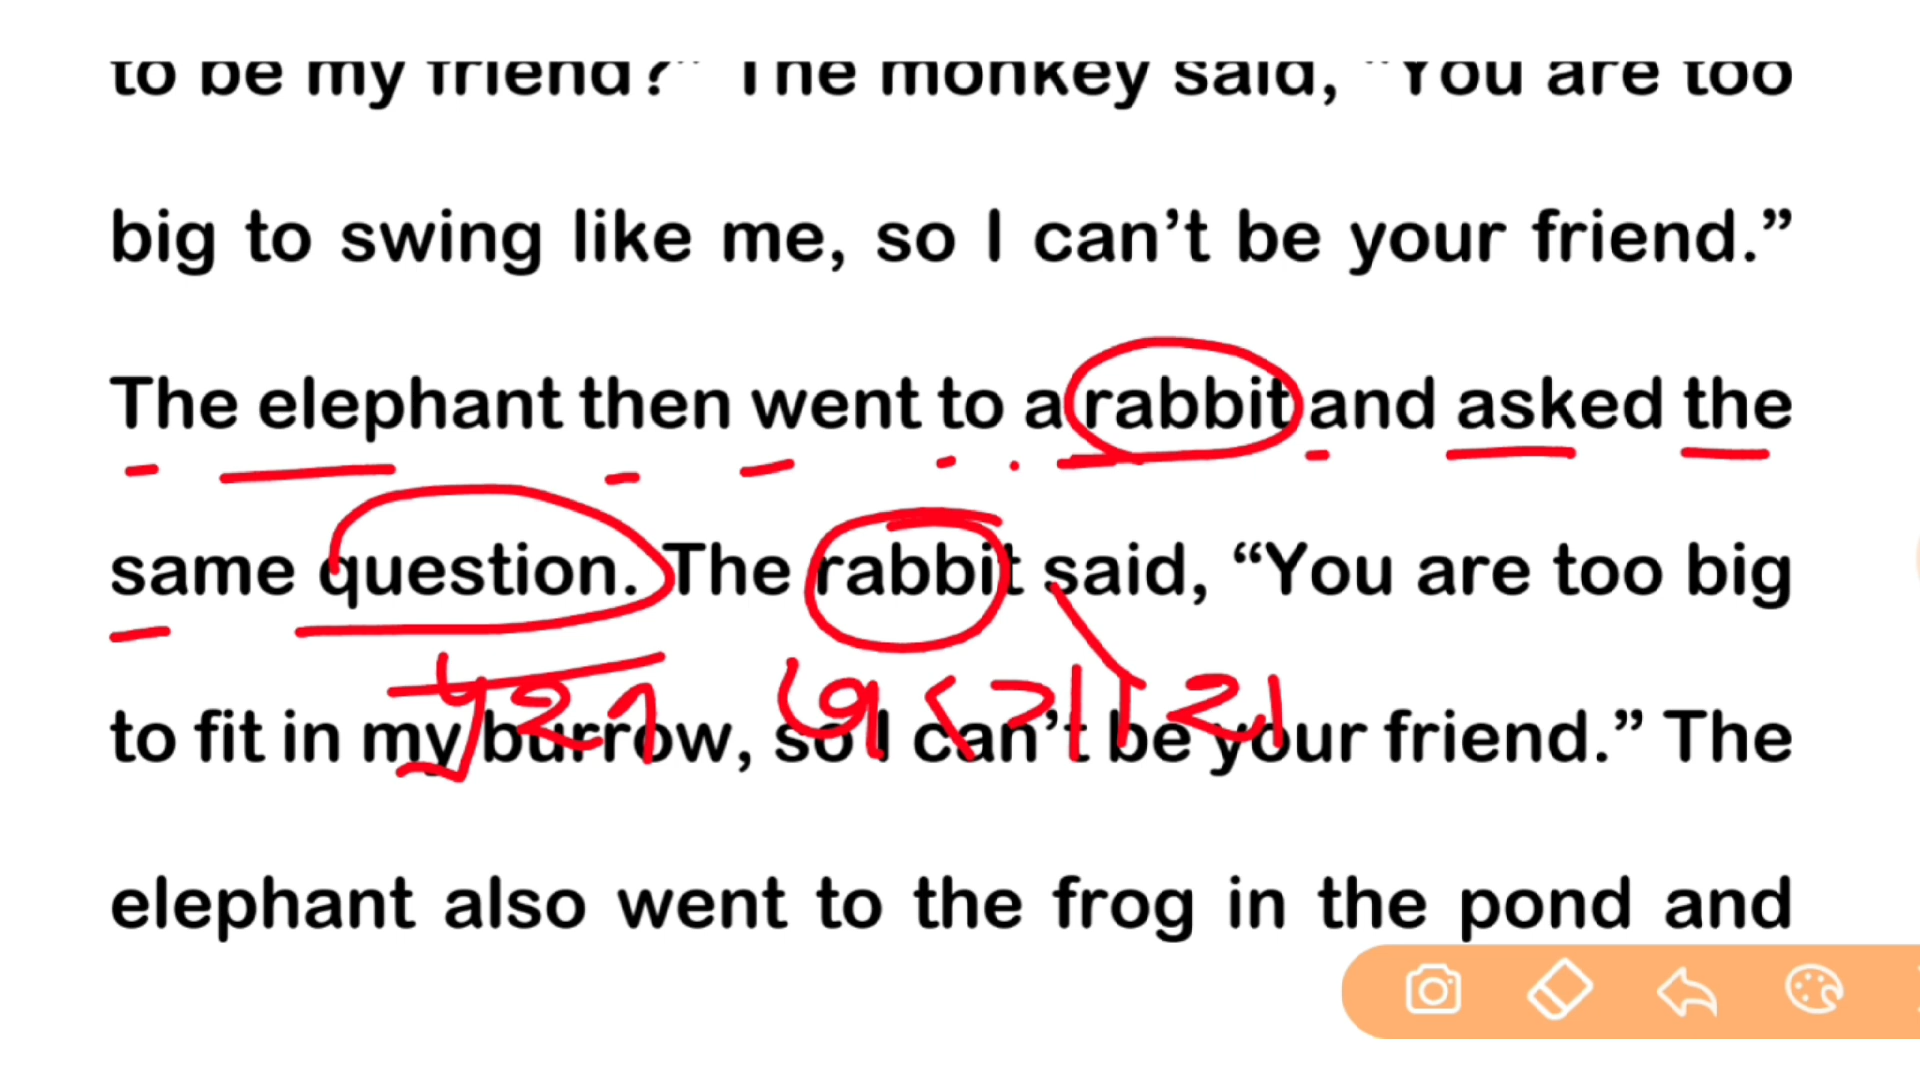 to be my friend?” The monkey said, “You are too
big to swing like me, so I can’t be your friend.”
The elephant then went to a rabbit and asked the
same question. The rabbit said, “You are too big
to fit in my burrow, so I can’t be your friend.” The
elephant also went to the frog in the pond and